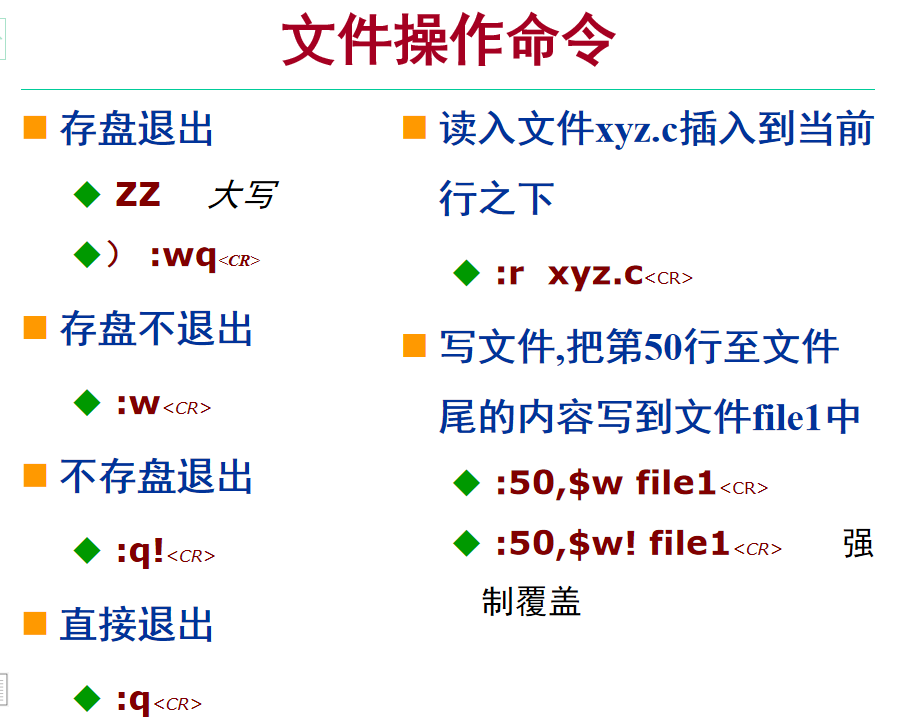 文件操作命令
存盘退出
ZZ 大写
） :wq<CR>
存盘不退出
:w<CR>
不存盘退出
:q!<CR>
直接退出
:q<CR>
读入文件xyz.c插入到当前
行之下
:r xyz.c<CR>
写文件,把第50行至文件
尾的内容写到文件file1中
:50,$w file1<CR>
:50,$w! file1<CR> 强
制覆盖